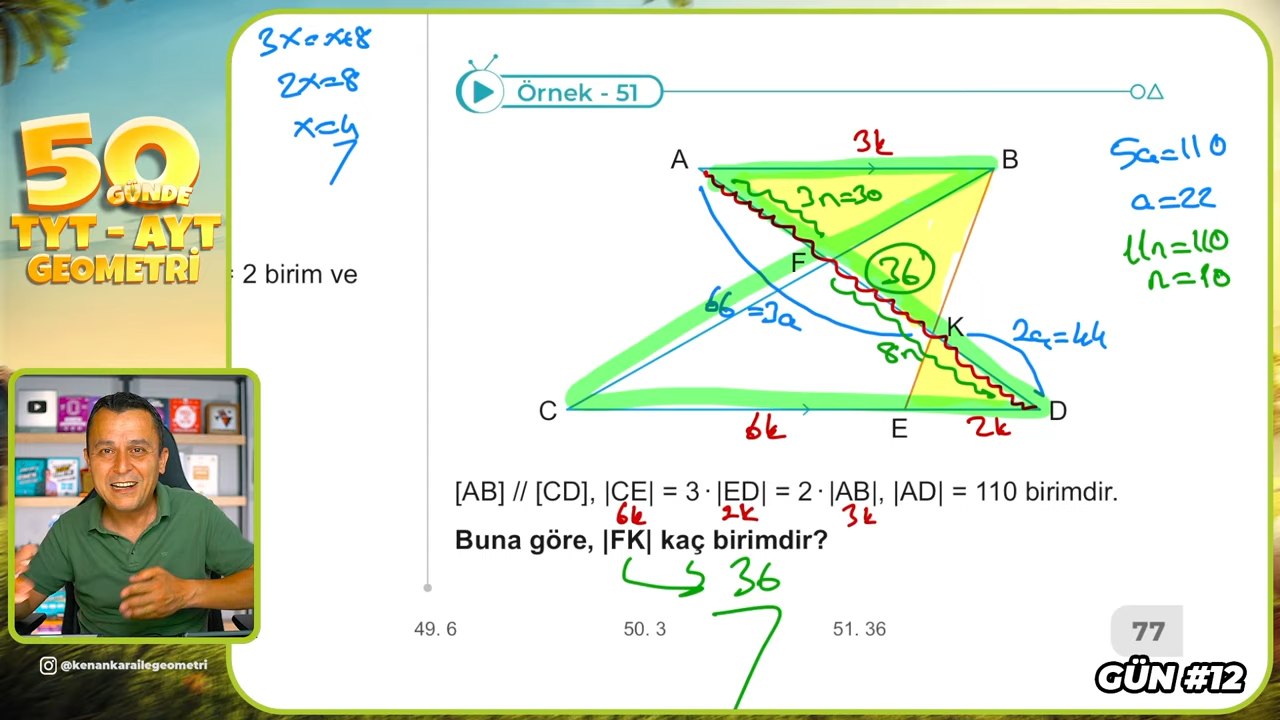 50
GÜNDE
TYT - AYT
GEOMETRİ
3x=x+8
2x=8
x=4
= 2 birim ve
Örnek - 51
3k
A
B
3n=30
F
36
66 =3a
K
8n
2a=44
C
6k
E
2k
D
5a=110
a=22
11n=110
n=10
[AB] // [CD], |CE| = 3 · |ED| = 2 · |AB|, |AD| = 110 birimdir.
6k 2k 3k
Buna göre, |FK| kaç birimdir?
36
49. 6 50. 3 51. 36
77
GÜN #12
@kenankarailegeometri